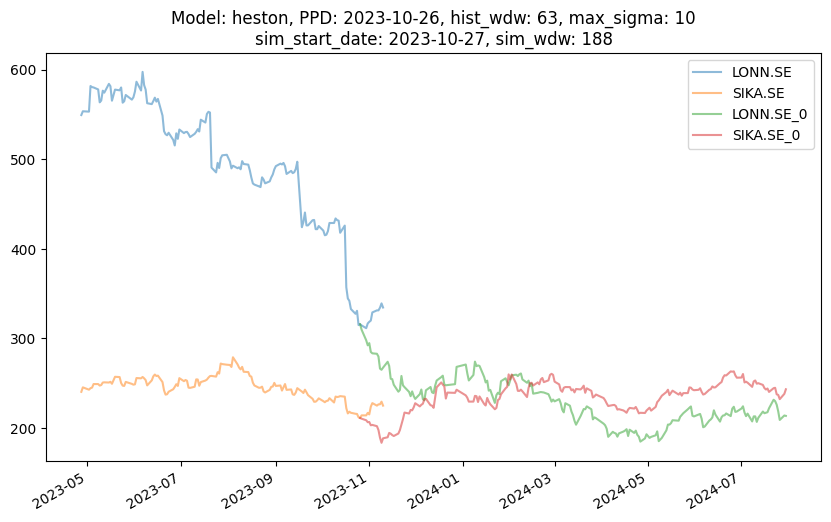 Model: heston, PPD: 2023-10-26, hist_wdw: 63, max_sigma: 10
sim_start_date: 2023-10-27, sim_wdw: 188
LONN.SE
SIKA.SE
LONN.SE_0
SIKA.SE_0
600
500
400
300
200
2023-05
2023-07
2023-09
2023-11
2024-01
2024-03
2024-05
2024-07